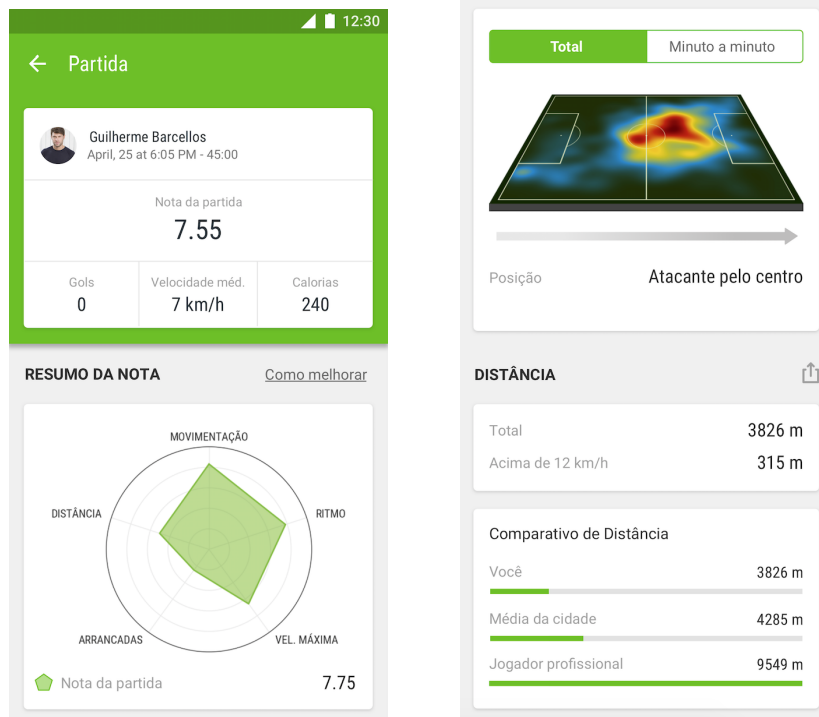 12:30
Partida
Guilherme Barcellos
April, 25 at 6:05 PM - 45:00
Nota da partida
7.55
Gols
0
Velocidade méd.
7 km/h
Calorias
240
RESUMO DA NOTA
Como melhorar
MOVIMENTAÇÃO
DISTÂNCIA
RITMO
ARRANCADAS
VEL. MÁXIMA
Nota da partida
7.75
Total
Minuto a minuto
Posição
Atacante pelo centro
DISTÂNCIA
Total
3826 m
Acima de 12 km/h
315 m
Comparativo de Distância
Você
3826 m
Média da cidade
4285 m
Jogador profissional
9549 m